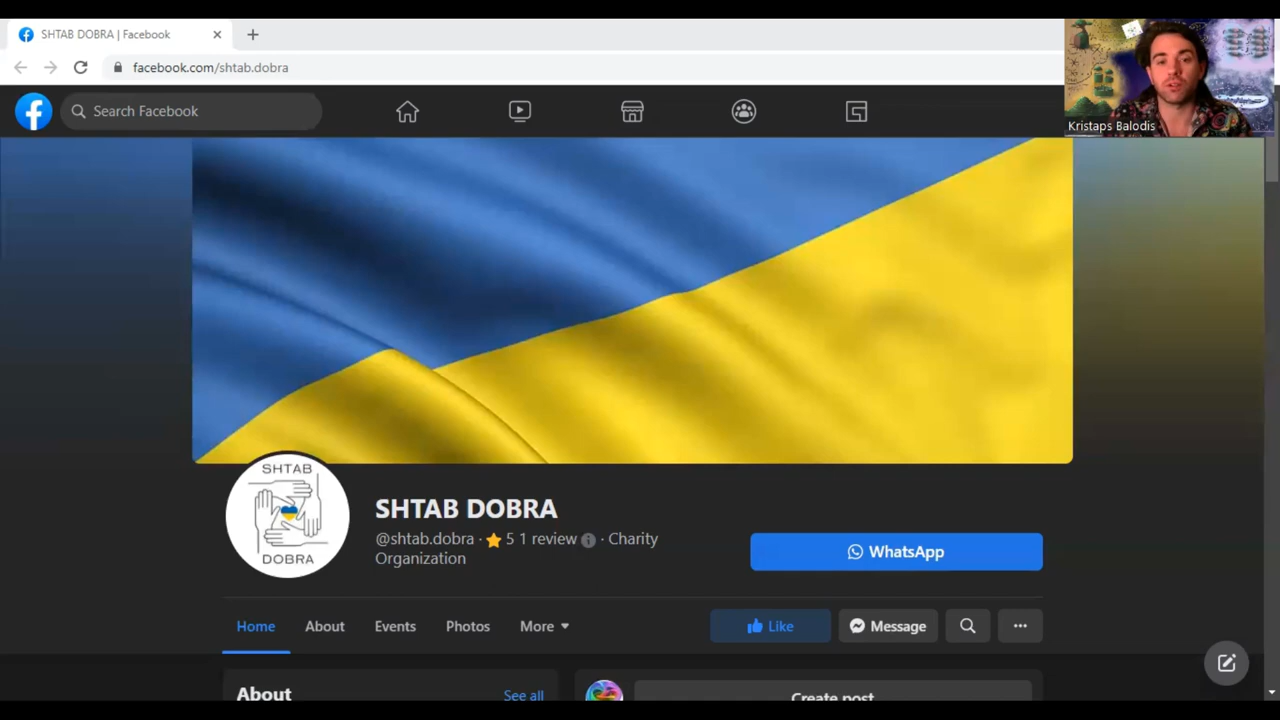 SHTAB DOBRA | Facebook
facebook.com/shtab.dobra
Search Facebook
Kristaps Balodis
SHTAB
DOBRA
SHTAB DOBRA
@shtab.dobra · 5 1 review · Charity
Organization
WhatsApp
Home About Events Photos More
Like Message
About See all
Create post